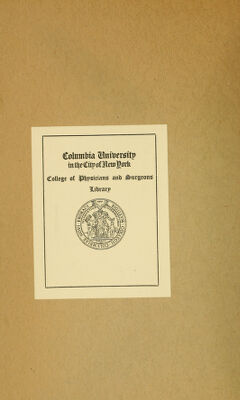 Columbia University
in the City of New York
College of Physicians and Surgeons
Library